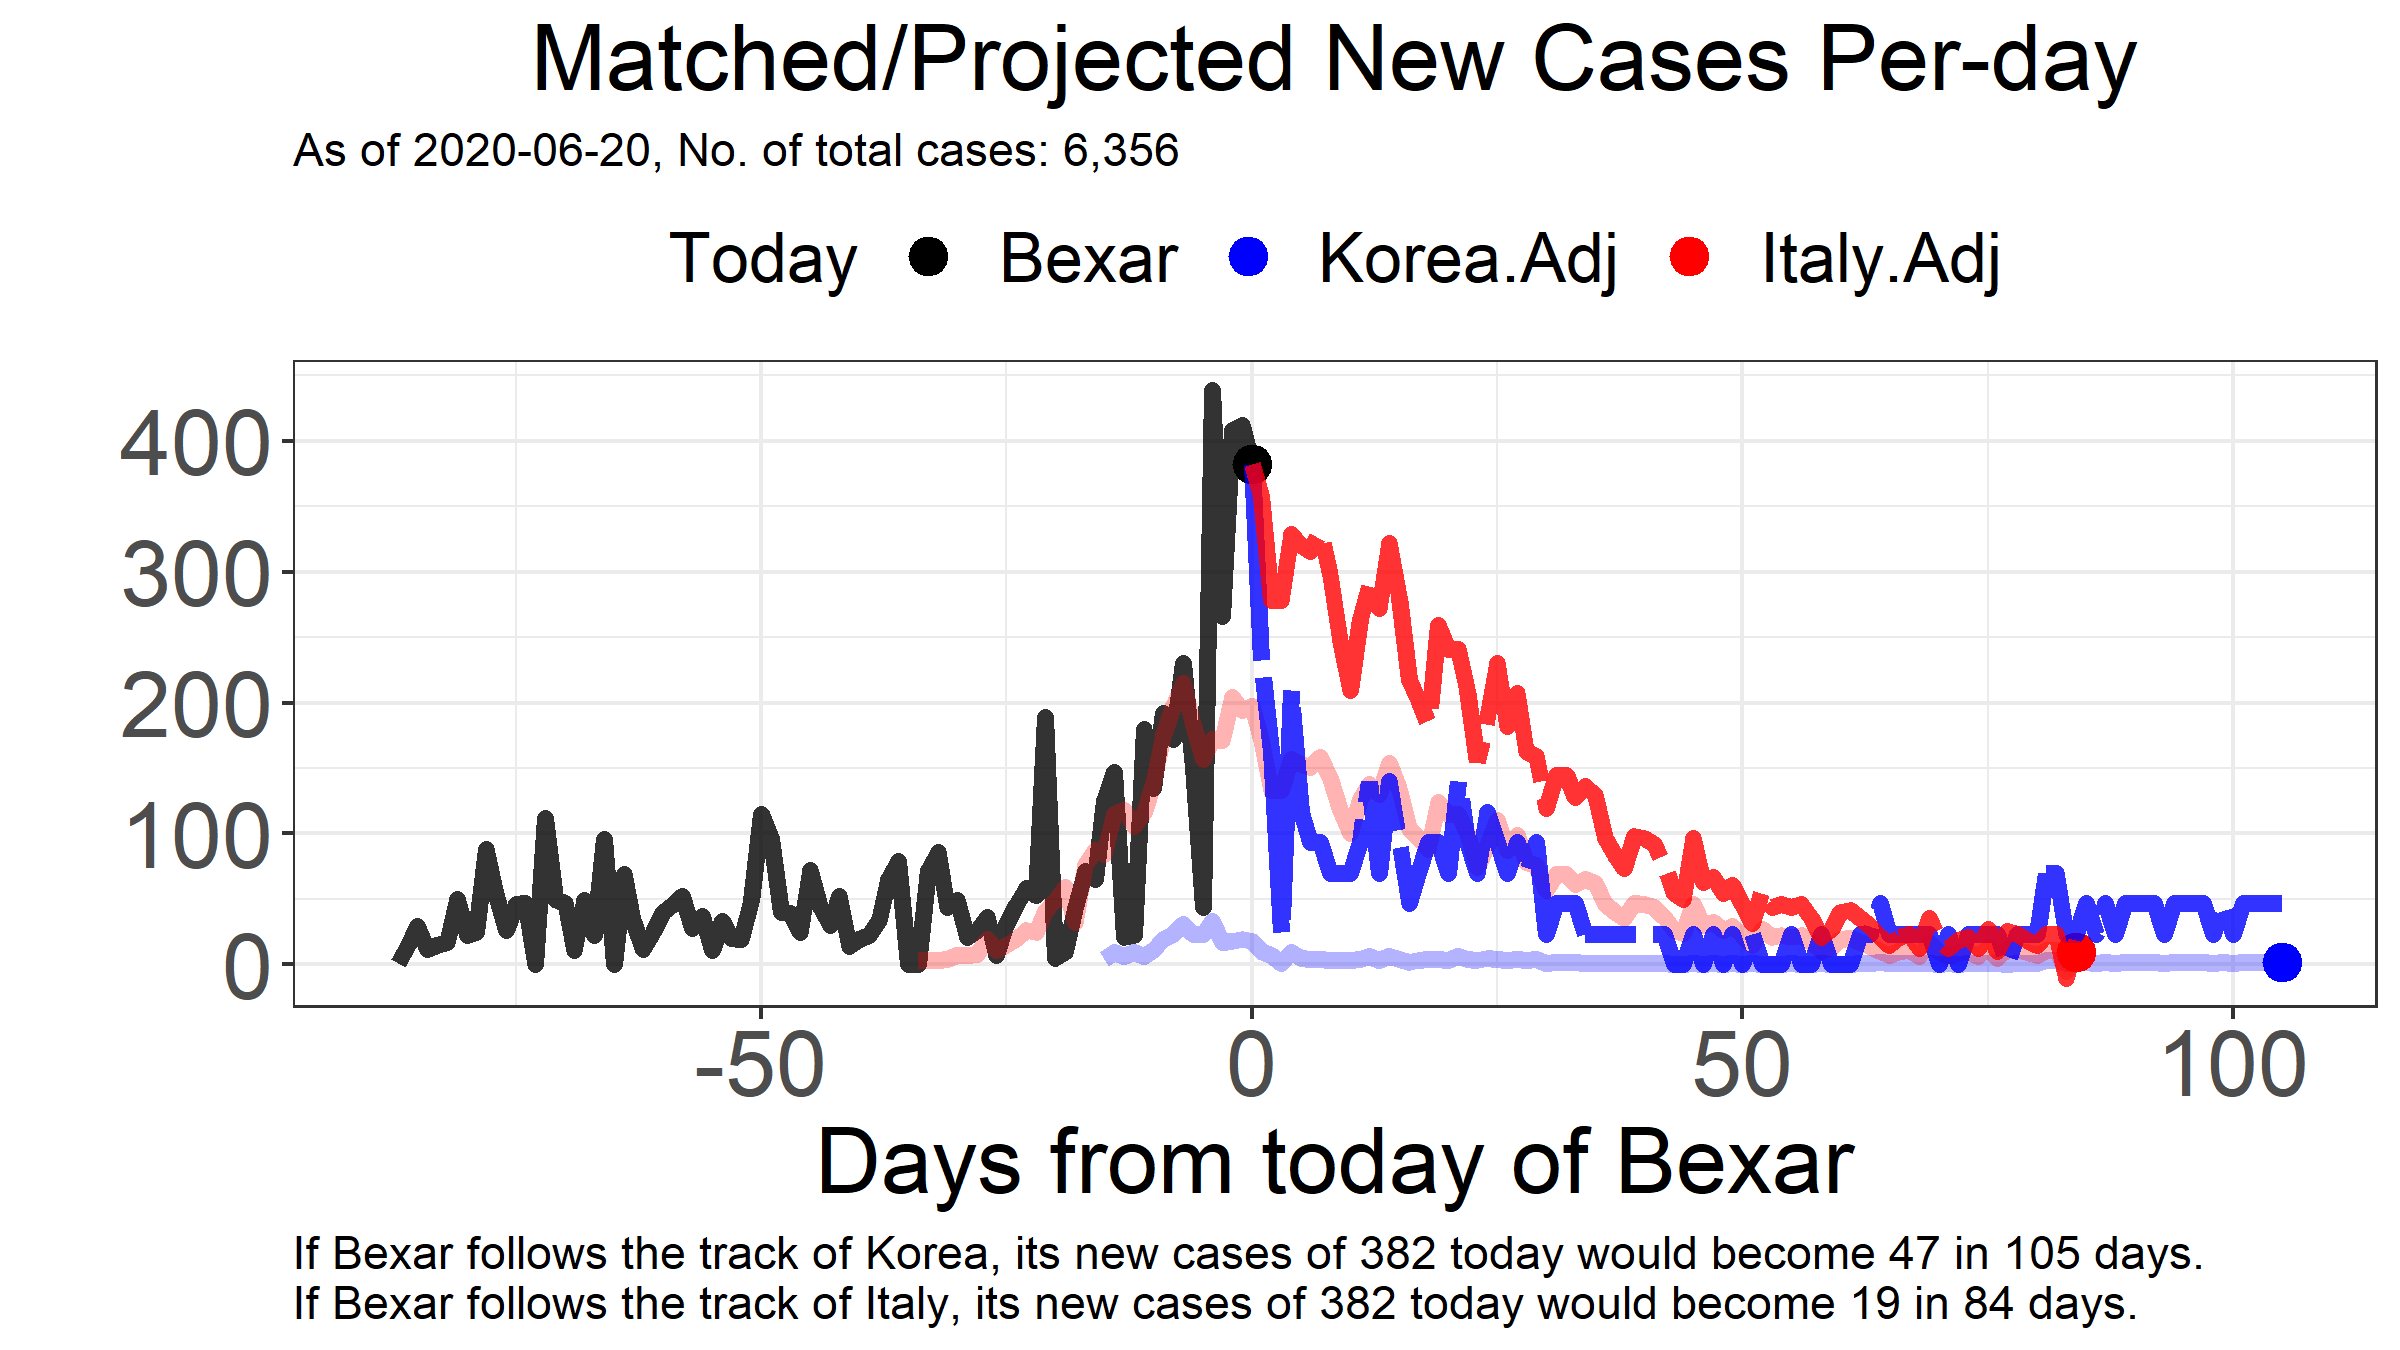 Matched/Projected New Cases Per-day
As of 2020-06-20, No. of total cases: 6,356
Today Bexar Korea.Adj Italy.Adj
400
300
200
100
0
-50 0 50 100
Days from today of Bexar
If Bexar follows the track of Korea, its new cases of 382 today would become 47 in 105 days.
If Bexar follows the track of Italy, its new cases of 382 today would become 19 in 84 days.